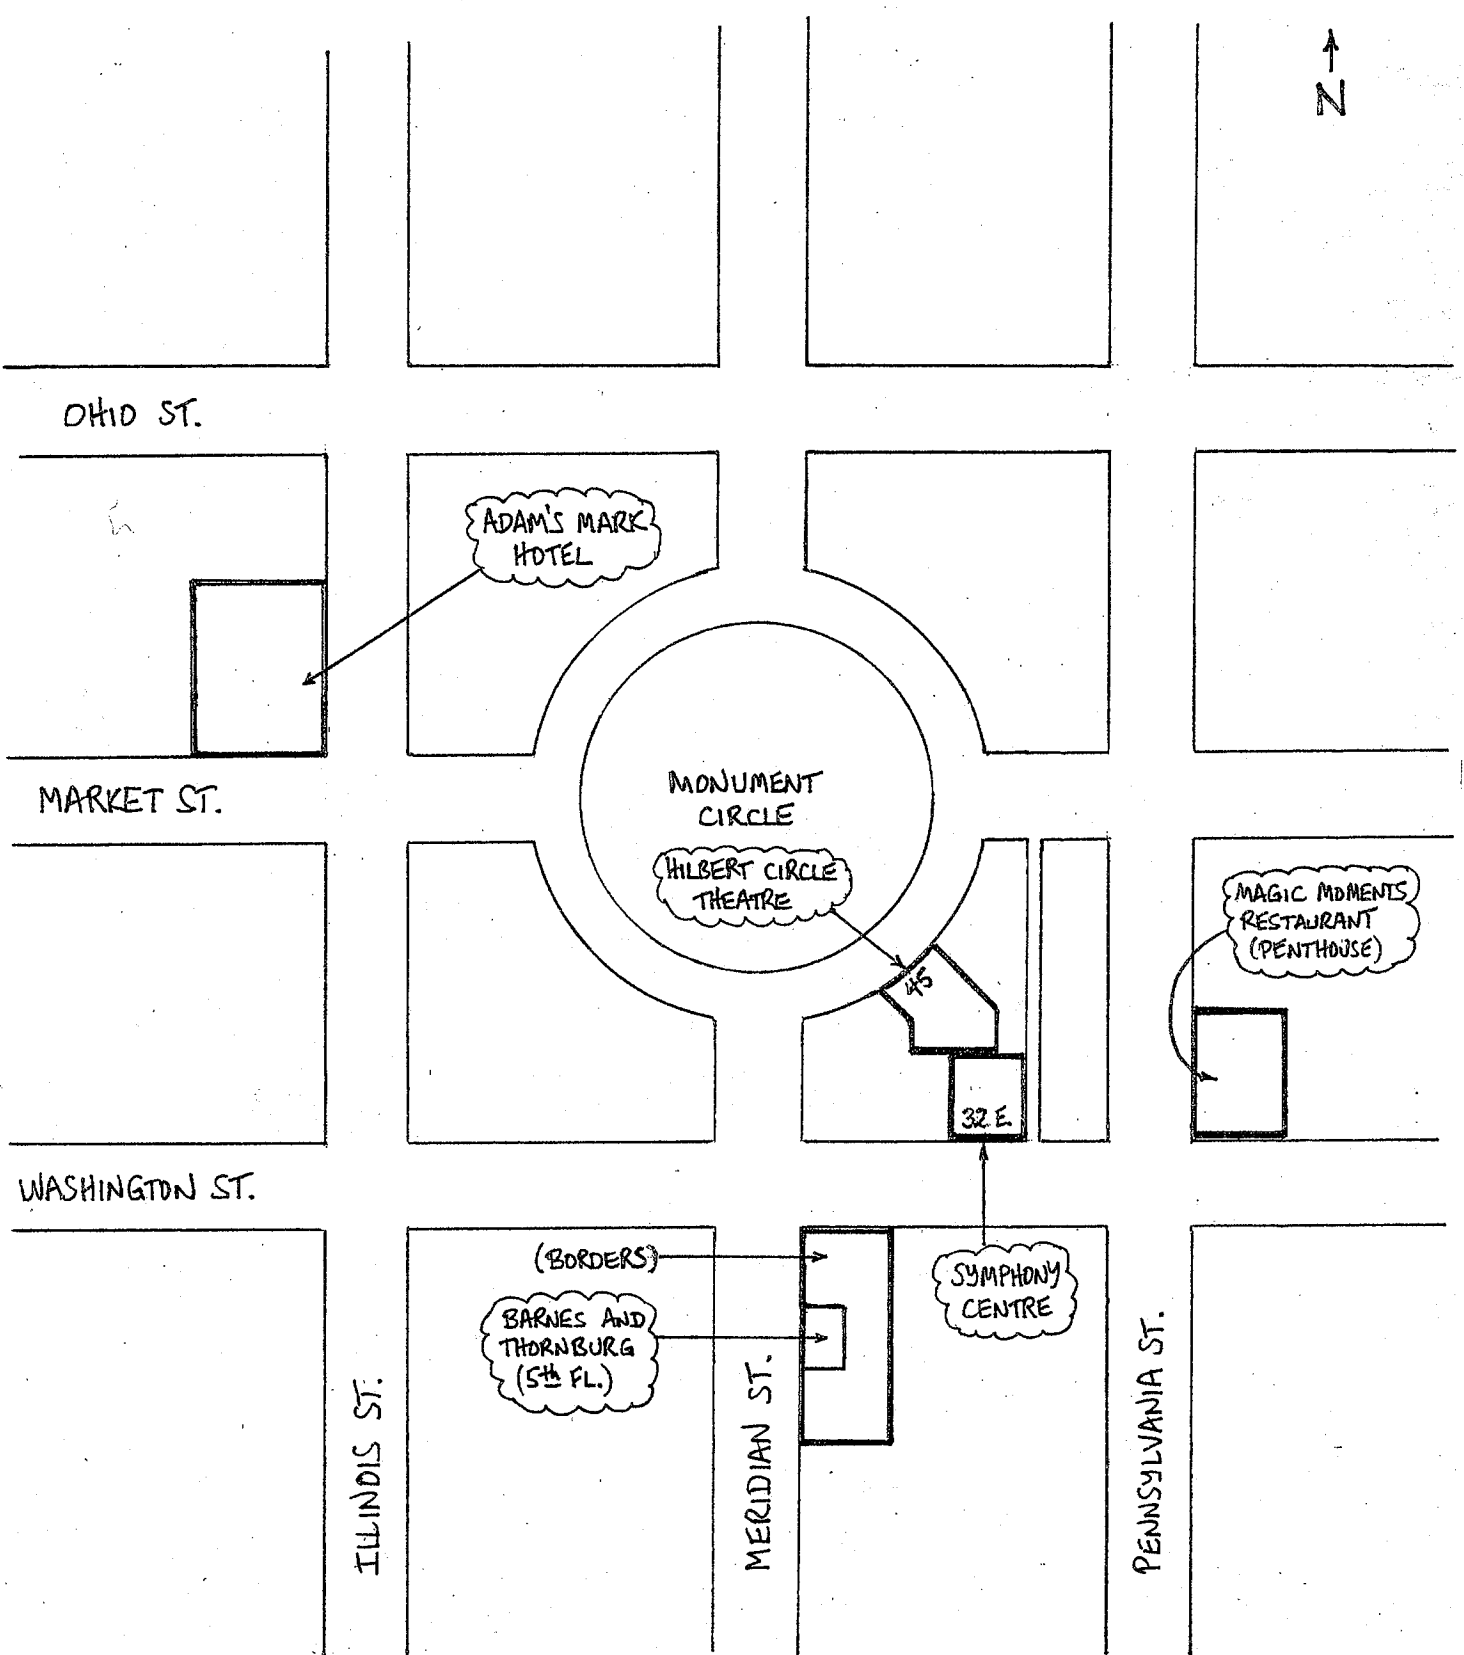 N
OHIO ST.
ADAM'S MARK
HOTEL
MARKET ST.
MONUMENT
CIRCLE
HILBERT CIRCLE
THEATRE
MAGIC MOMENTS
RESTAURANT
(PENTHOUSE)
45
32 E.
WASHINGTON ST.
(BORDERS)
BARNES AND
THORNBURG
(5th FL.)
SYMPHONY
CENTRE
ILLINOIS ST.
MERIDIAN ST.
PENNSYLVANIA ST.